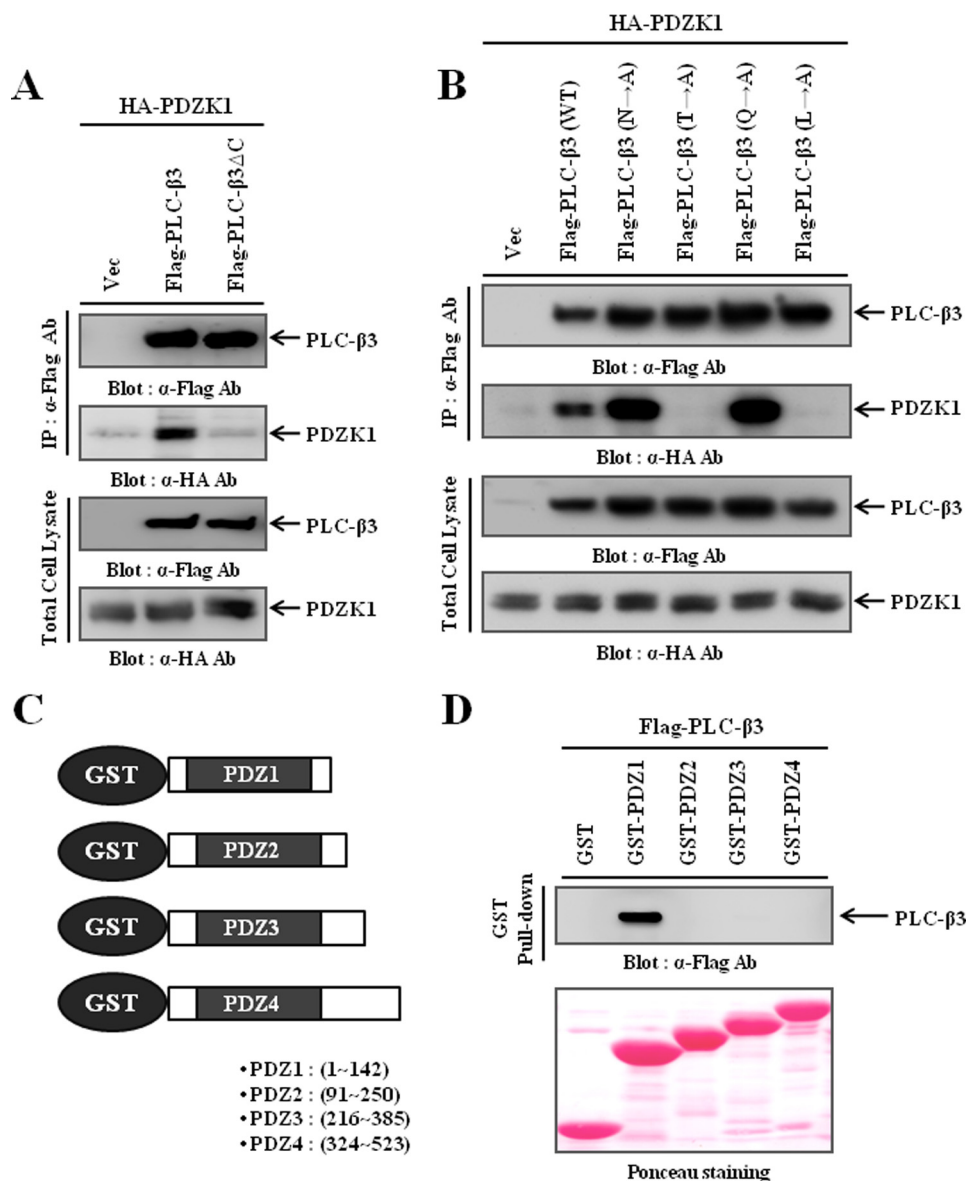 A
HA-PDZK1
Vec
Flag-PLC-β3
Flag-PLC-β3ΔC
IP : α-Flag Ab
PLC-β3
Blot : α-Flag Ab
PDZK1
Blot : α-HA Ab
Total Cell Lysate
PLC-β3
Blot : α-Flag Ab
PDZK1
Blot : α-HA Ab
B
HA-PDZK1
Vec
Flag-PLC-β3 (WT)
Flag-PLC-β3 (N→A)
Flag-PLC-β3 (T→A)
Flag-PLC-β3 (Q→A)
Flag-PLC-β3 (L→A)
IP : α-Flag Ab
PLC-β3
Blot : α-Flag Ab
PDZK1
Blot : α-HA Ab
Total Cell Lysate
PLC-β3
Blot : α-Flag Ab
PDZK1
Blot : α-HA Ab
C
GST PDZ1
GST PDZ2
GST PDZ3
GST PDZ4
•PDZ1 : (1~142)
•PDZ2 : (91~250)
•PDZ3 : (216~385)
•PDZ4 : (324~523)
D
Flag-PLC-β3
GST
GST-PDZ1
GST-PDZ2
GST-PDZ3
GST-PDZ4
GST
Pull-down
PLC-β3
Blot : α-Flag Ab
Ponceau staining